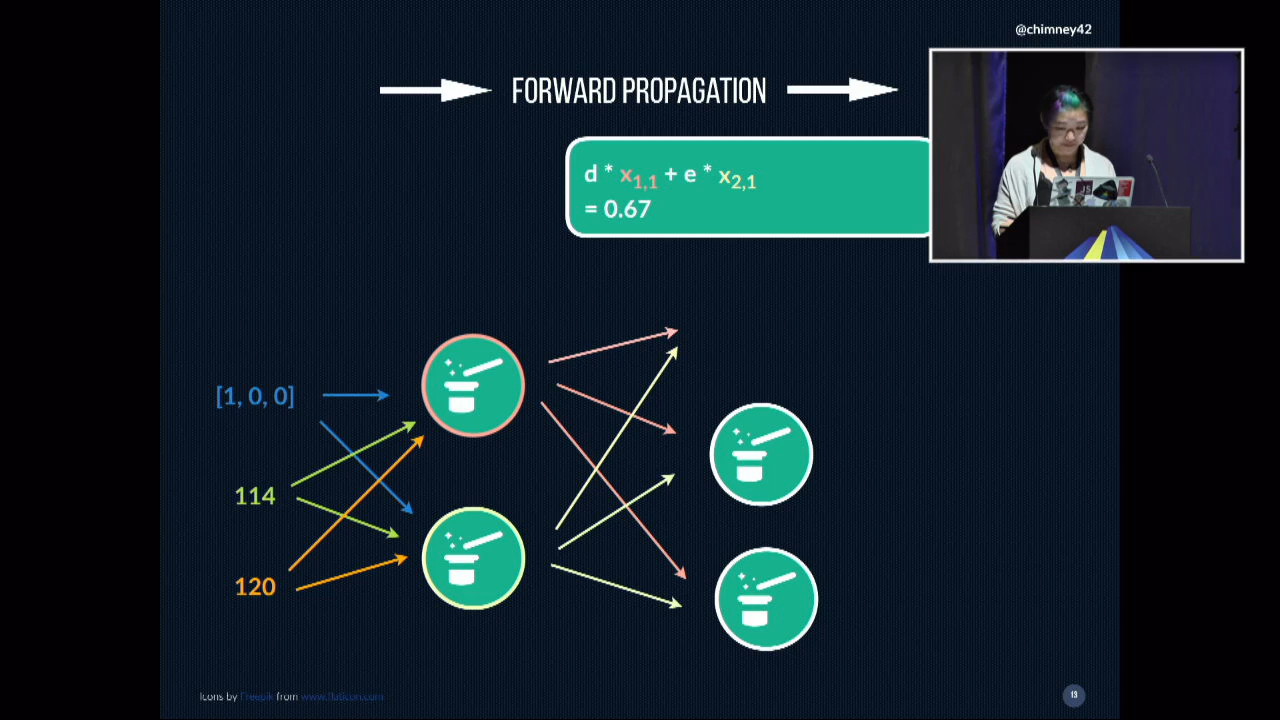 @chimney42
FORWARD PROPAGATION
d * x1,1 + e * x2,1
= 0.67
[1, 0, 0]
114
120
JS
Icons by Freepik from www.flaticon.com
13